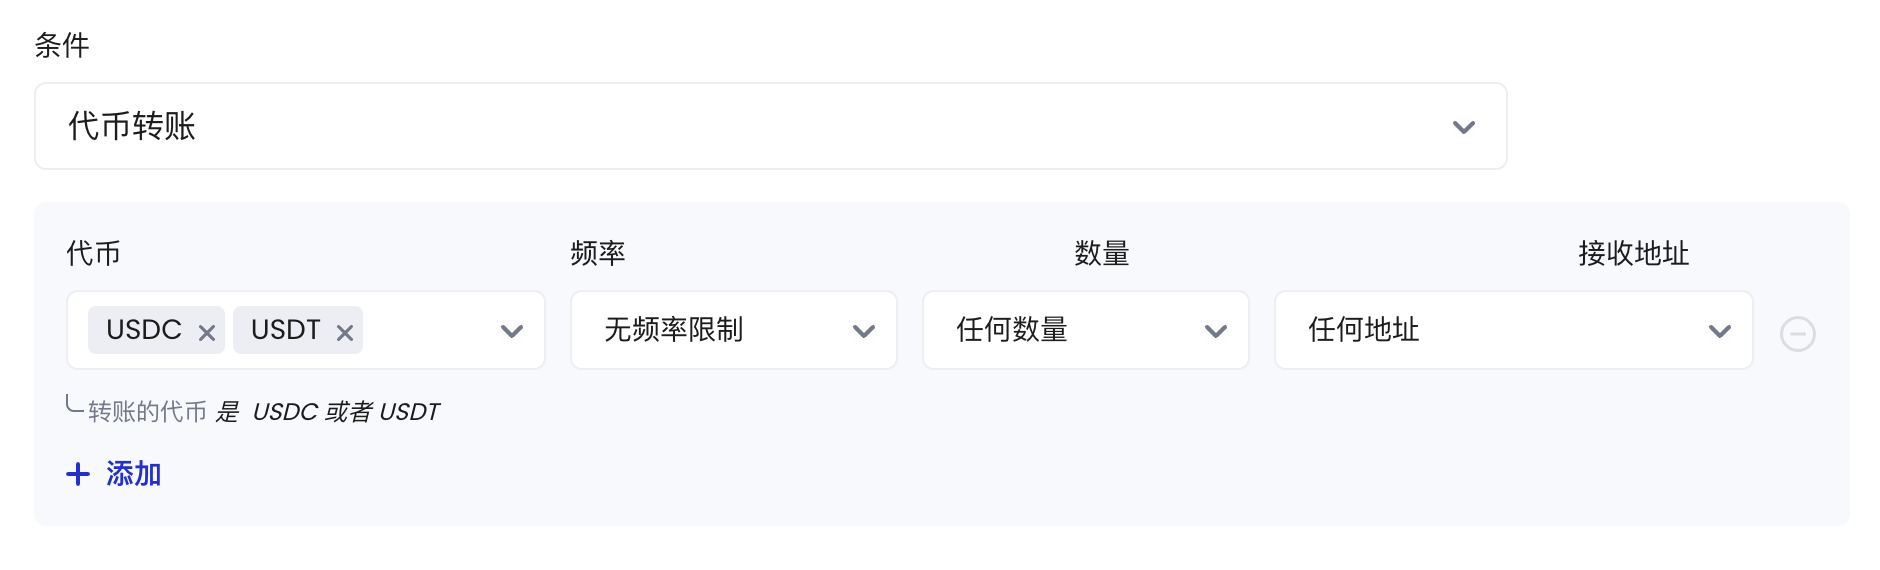 条件
代币转账
代币 频率 数量 接收地址
USDC USDT 无频率限制 任何数量 任何地址
转账的代币 是 USDC 或者 USDT
添加